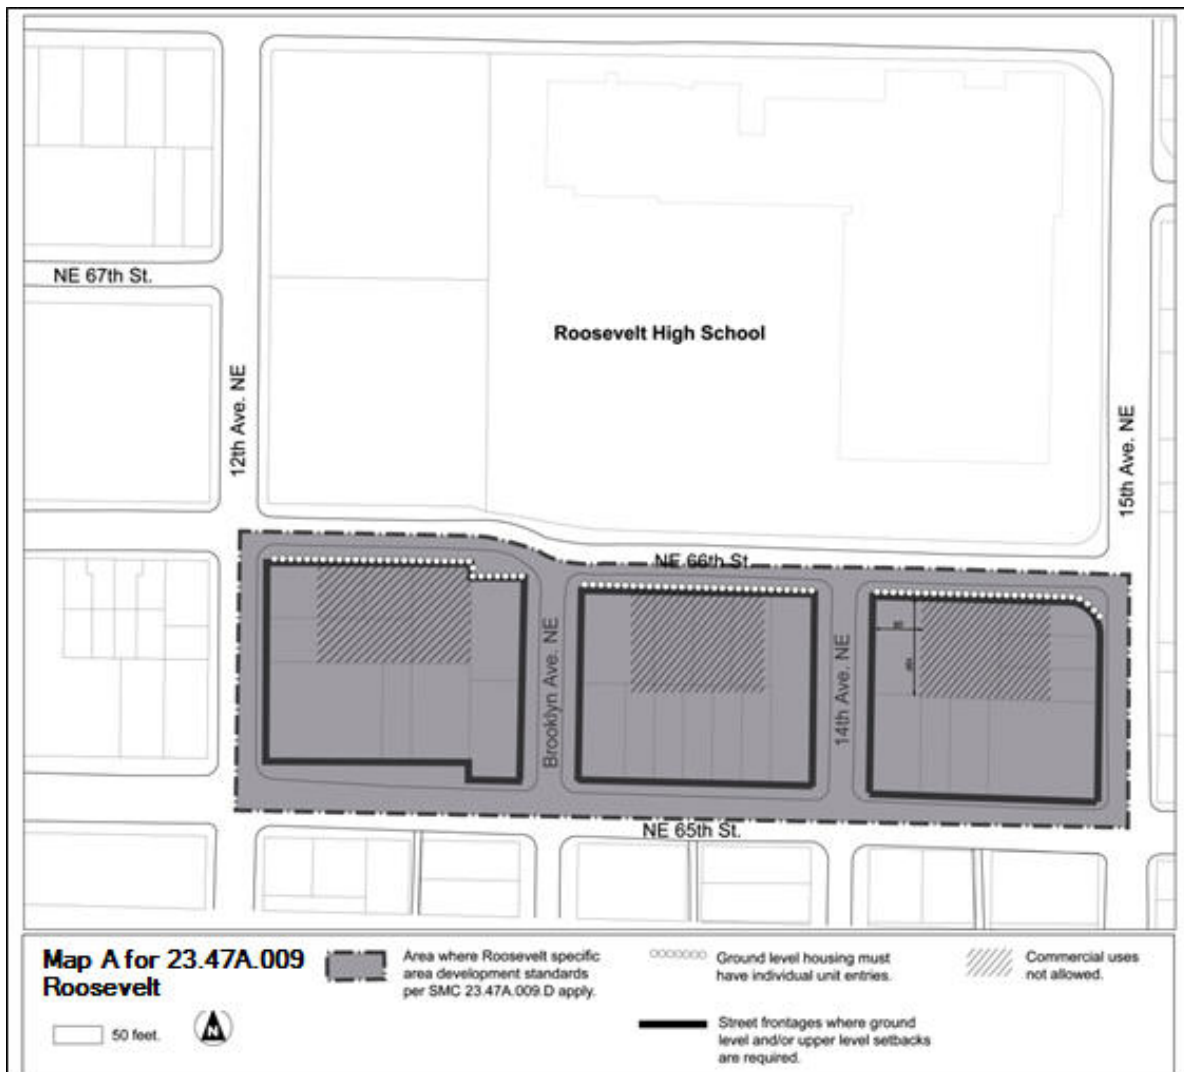 NE 67th St.
Roosevelt High School
12th Ave. NE
15th Ave. NE
NE 66th St
Brooklyn Ave. NE
14th Ave. NE
NE 65th St.
Map A for 23.47A.009
Roosevelt
50 feet.
N
Area where Roosevelt specific
area development standards
per SMC 23.47A.009.D apply.
Ground level housing must
have individual unit entries.
Street frontages where ground
level and/or upper level setbacks
are required.
Commercial uses
not allowed.